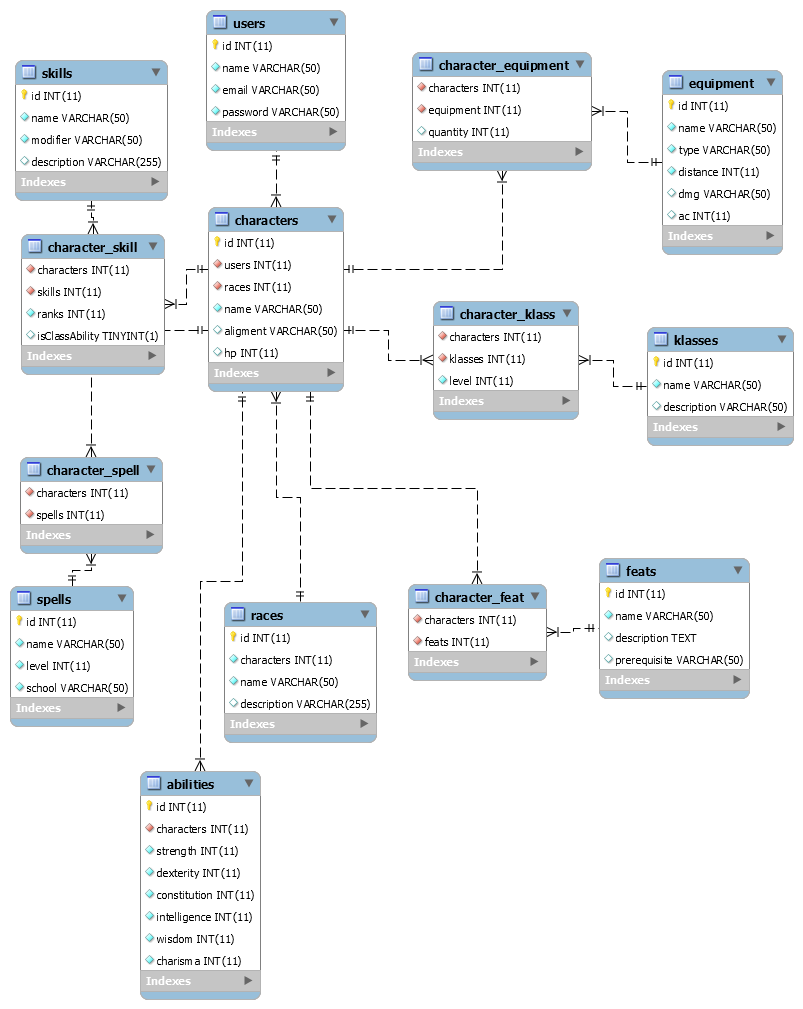 users
id INT(11)
name VARCHAR(50)
email VARCHAR(50)
password VARCHAR(50)
Indexes
skills
id INT(11)
name VARCHAR(50)
modifier VARCHAR(50)
description VARCHAR(255)
Indexes
character_equipment
characters INT(11)
equipment INT(11)
quantity INT(11)
Indexes
equipment
id INT(11)
name VARCHAR(50)
type VARCHAR(50)
distance INT(11)
dmg VARCHAR(50)
ac INT(11)
Indexes
characters
id INT(11)
users INT(11)
races INT(11)
name VARCHAR(50)
aligment VARCHAR(50)
hp INT(11)
Indexes
character_skill
characters INT(11)
skills INT(11)
ranks INT(11)
isClassAbility TINYINT(1)
Indexes
character_klass
characters INT(11)
klasses INT(11)
level INT(11)
Indexes
klasses
id INT(11)
name VARCHAR(50)
description VARCHAR(50)
Indexes
character_spell
characters INT(11)
spells INT(11)
Indexes
spells
id INT(11)
name VARCHAR(50)
level INT(11)
school VARCHAR(50)
Indexes
races
id INT(11)
characters INT(11)
name VARCHAR(50)
description VARCHAR(255)
Indexes
character_feat
characters INT(11)
feats INT(11)
Indexes
feats
id INT(11)
name VARCHAR(50)
description TEXT
prerequisite VARCHAR(50)
Indexes
abilities
id INT(11)
characters INT(11)
strength INT(11)
dexterity INT(11)
constitution INT(11)
intelligence INT(11)
wisdom INT(11)
charisma INT(11)
Indexes